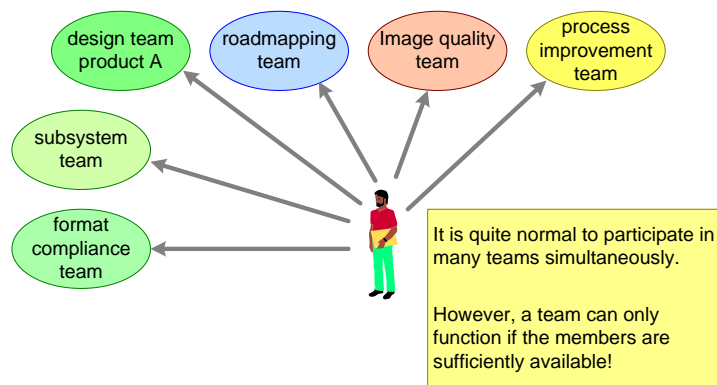 design team
product A
roadmapping
team
Image quality
team
process
improvement
team
subsystem
team
format
compliance
team
It is quite normal to participate in
many teams simultaneously.
However, a team can only
function if the members are
sufficiently available!